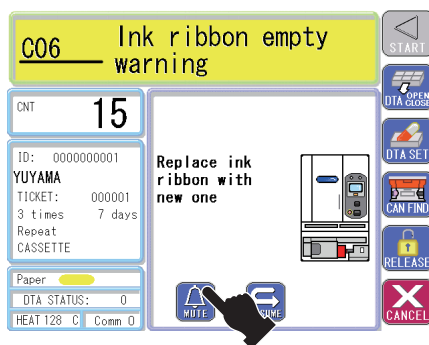 C06 Ink ribbon empty
warning
START
DTA OPEN
CLOSE
CNT 15
DTA SET
ID: 0000000001
YUYAMA
TICKET: 000001
3 times 7 days
Repeat
CASSETTE
Replace ink
ribbon with
new one
CAN FIND
RELEASE
Paper
DTA STATUS: 0
HEAT 128 C Comm 0
MUTE
CANCEL